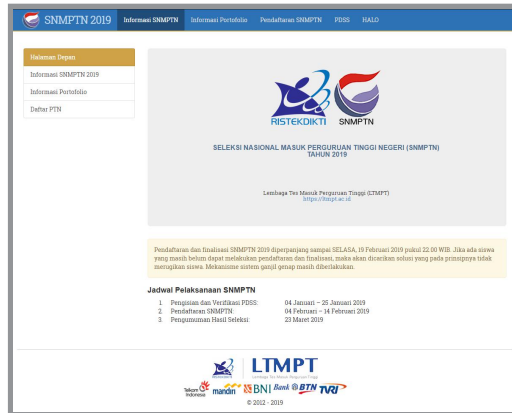 SNMPTN 2019 Informasi SNMPTN Informasi Portofolio Pendaftaran SNMPTN PDSS HALO
Halaman Depan
Informasi SNMPTN 2019
Informasi Portofolio
Daftar PTN
RISTEKDIKTI SNMPTN
SELEKSI NASIONAL MASUK PERGURUAN TINGGI NEGERI (SNMPTN)
TAHUN 2019
Lembaga Tes Masuk Perguruan Tinggi (LTMPT)
https://ltmpt.ac.id
Pendaftaran dan finalisasi SNMPTN 2019 diperpanjang sampai SELASA, 19 Februari 2019 pukul 22.00 WIB. Jika ada siswa
yang masih belum dapat melakukan pendaftaran dan finalisasi, maka akan dicarikan solusi yang pada prinsipnya tidak
merugikan siswa. Mekanisme sistem ganjil genap masih diberlakukan.
Jadwal Pelaksanaan SNMPTN
1. Pengisian dan Verifikasi PDSS: 04 Januari – 25 Januari 2019
2. Pendaftaran SNMPTN: 04 Februari – 14 Februari 2019
3. Pengumuman Hasil Seleksi: 23 Maret 2019
RISTEKDIKTI LTMPT
Lembaga Tes Masuk Perguruan Tinggi
Telkom Indonesia mandiri BNI Bank BTN TVRI
© 2012 - 2019